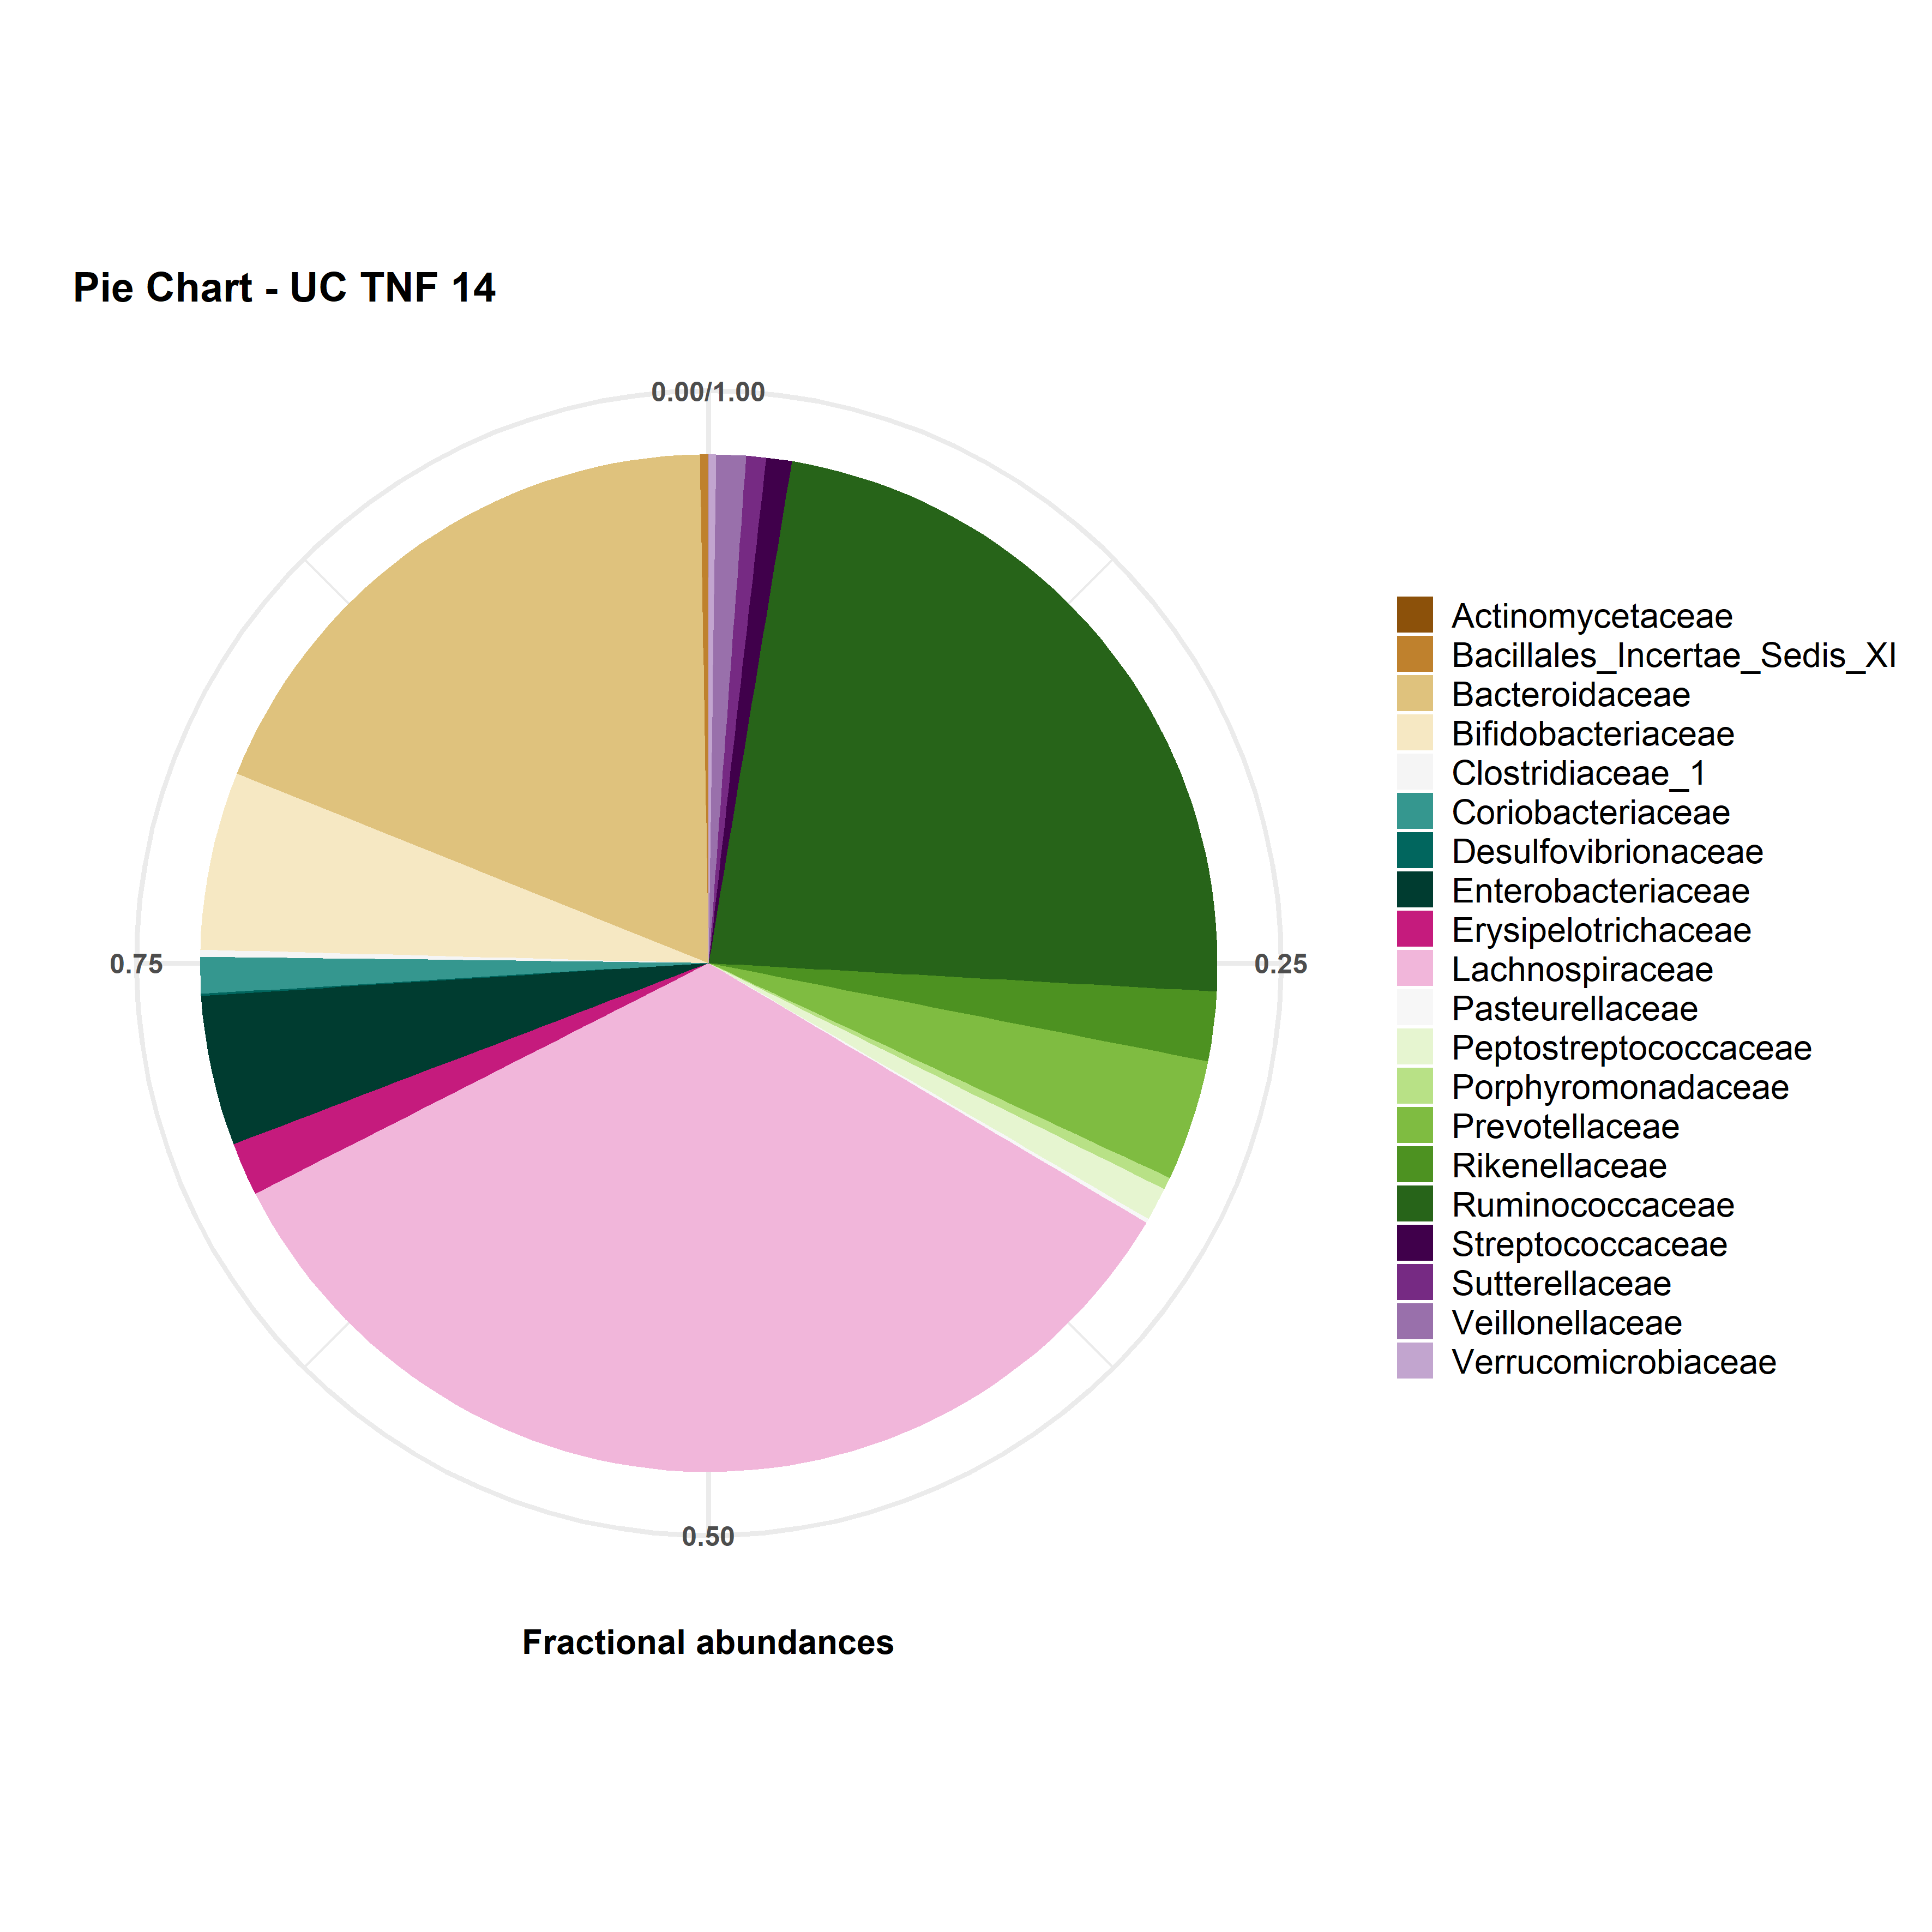 Pie Chart - UC TNF 14
0.00/1.00
0.75
0.25
0.50
Fractional abundances
Actinomycetaceae
Bacillales_Incertae_Sedis_XI
Bacteroidaceae
Bifidobacteriaceae
Clostridiaceae_1
Coriobacteriaceae
Desulfovibrionaceae
Enterobacteriaceae
Erysipelotrichaceae
Lachnospiraceae
Pasteurellaceae
Peptostreptococcaceae
Porphyromonadaceae
Prevotellaceae
Rikenellaceae
Ruminococcaceae
Streptococcaceae
Sutterellaceae
Veillonellaceae
Verrucomicrobiaceae